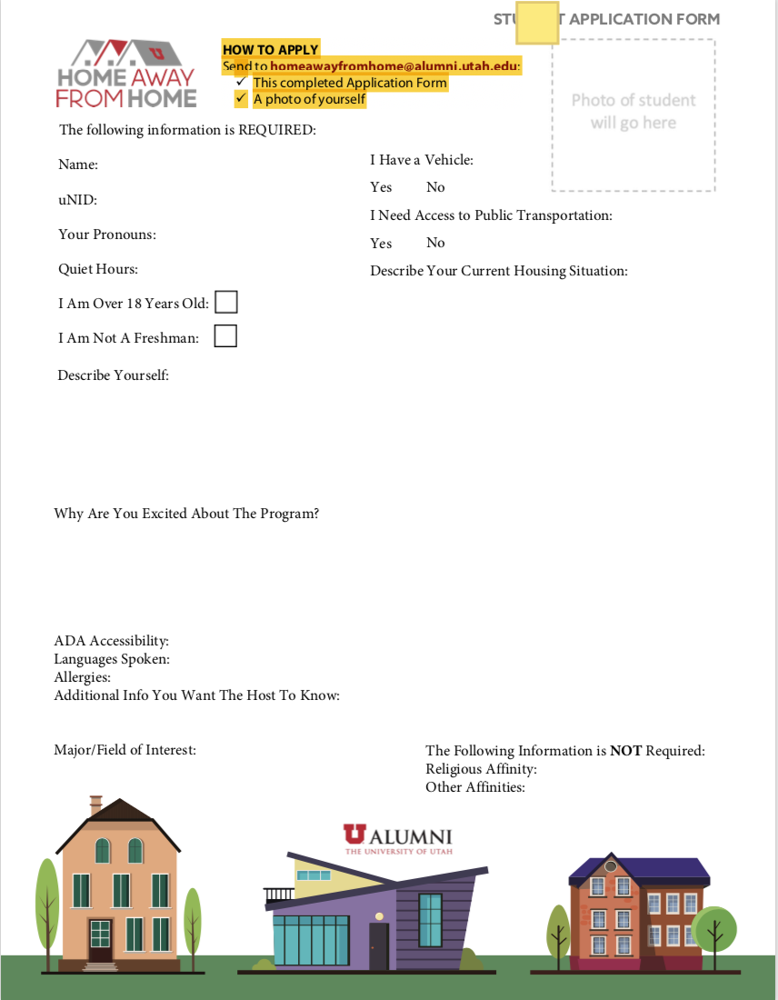 STU T APPLICATION FORM
HOME AWAY
FROM HOME
HOW TO APPLY
Send to homeawayfromhome@alumni.utah.edu:
✓ This completed Application Form
✓ A photo of yourself
Photo of student
will go here
The following information is REQUIRED:
Name:
uNID:
Your Pronouns:
Quiet Hours:
I Am Over 18 Years Old:
I Am Not A Freshman:
Describe Yourself:
I Have a Vehicle:
Yes No
I Need Access to Public Transportation:
Yes No
Describe Your Current Housing Situation:
Why Are You Excited About The Program?
ADA Accessibility:
Languages Spoken:
Allergies:
Additional Info You Want The Host To Know:
Major/Field of Interest:
The Following Information is NOT Required:
Religious Affinity:
Other Affinities:
U ALUMNI
THE UNIVERSITY OF UTAH